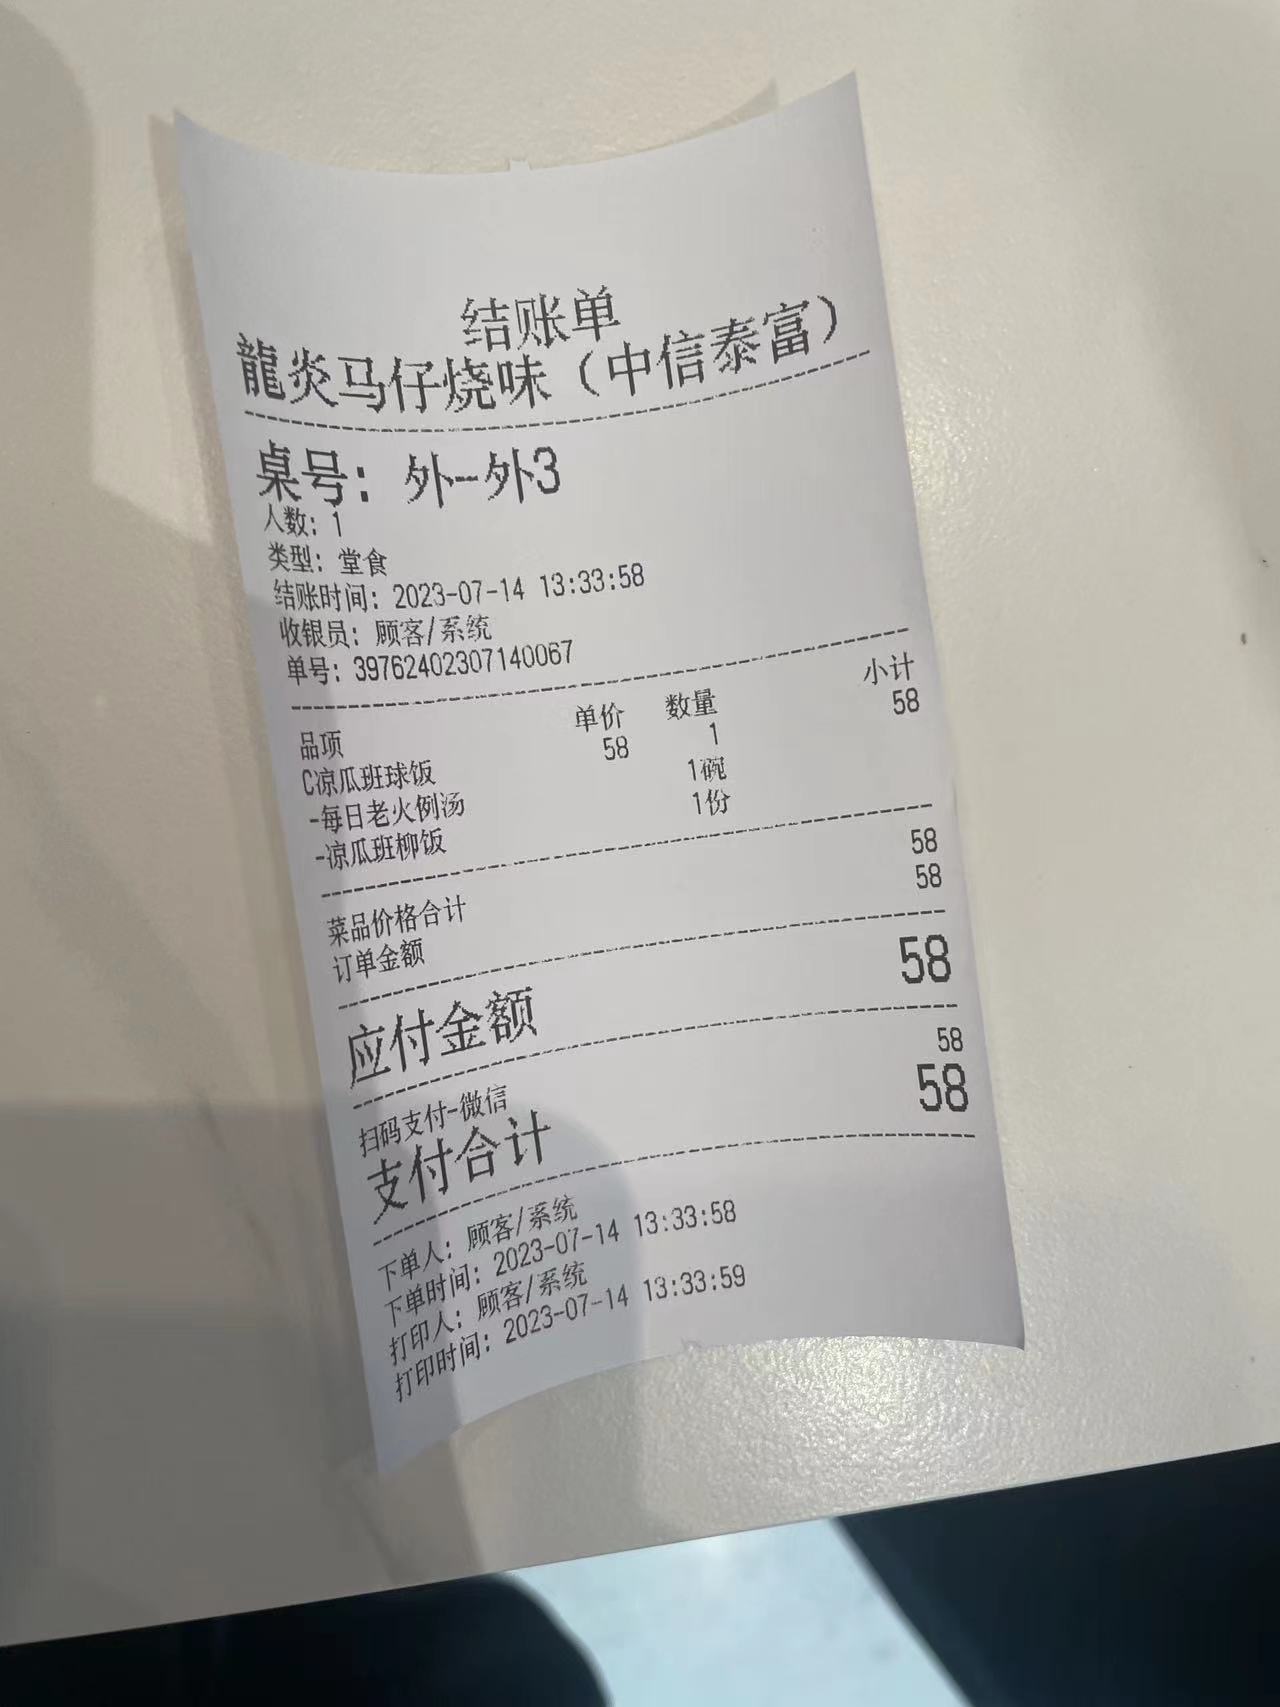 结账单
龍炎马仔烧味（中信泰富）
桌号：外-外3
人数：1
类型：堂食
结账时间：2023-07-14 13:33:58
收银员：顾客/系统
单号：39762402307140067
品项 单价 数量 小计
C凉瓜班球饭 58 1 58
-每日老火例汤 1碗
-凉瓜班柳饭 1份
菜品价格合计 58
订单金额 58
应付金额 58
扫码支付-微信 58
支付合计 58
下单人：顾客/系统
下单时间：2023-07-14 13:33:58
打印人：顾客/系统
打印时间：2023-07-14 13:33:59